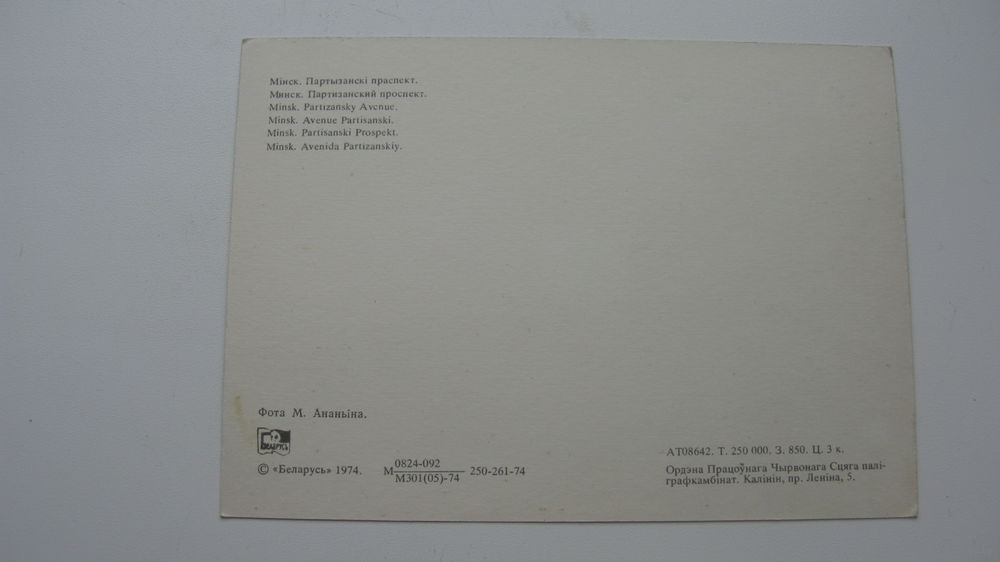 Мінск. Партызанскі праспект.
Минск. Партизанский проспект.
Minsk. Partizansky Avenue.
Minsk. Avenue Partisanski.
Minsk. Partisanski Prospekt.
Minsk. Avenida Partizanskiy.
Фота М. Ананьіна.
БЕЛАРУСЬ
© «Беларусь» 1974.
М 0824-092
М301(05)-74 250-261-74
АТ08642. Т. 250 000. З. 850. Ц. 3 к.
Ордэна Працоўнага Чырвонага Сцяга палі-
графкамбінат. Калінін, пр. Леніна, 5.